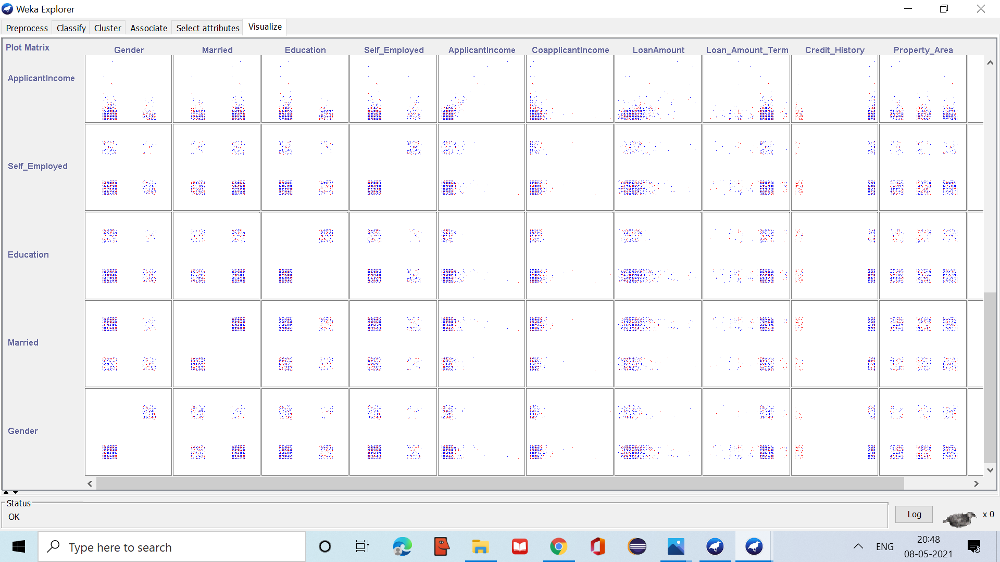 Weka Explorer
Preprocess Classify Cluster Associate Select attributes Visualize
Plot Matrix
Gender Married Education Self_Employed ApplicantIncome CoapplicantIncome LoanAmount Loan_Amount_Term Credit_History Property_Area
ApplicantIncome
Self_Employed
Education
Married
Gender
Status
OK
Log
x 0
Type here to search
ENG
20:48
08-05-2021